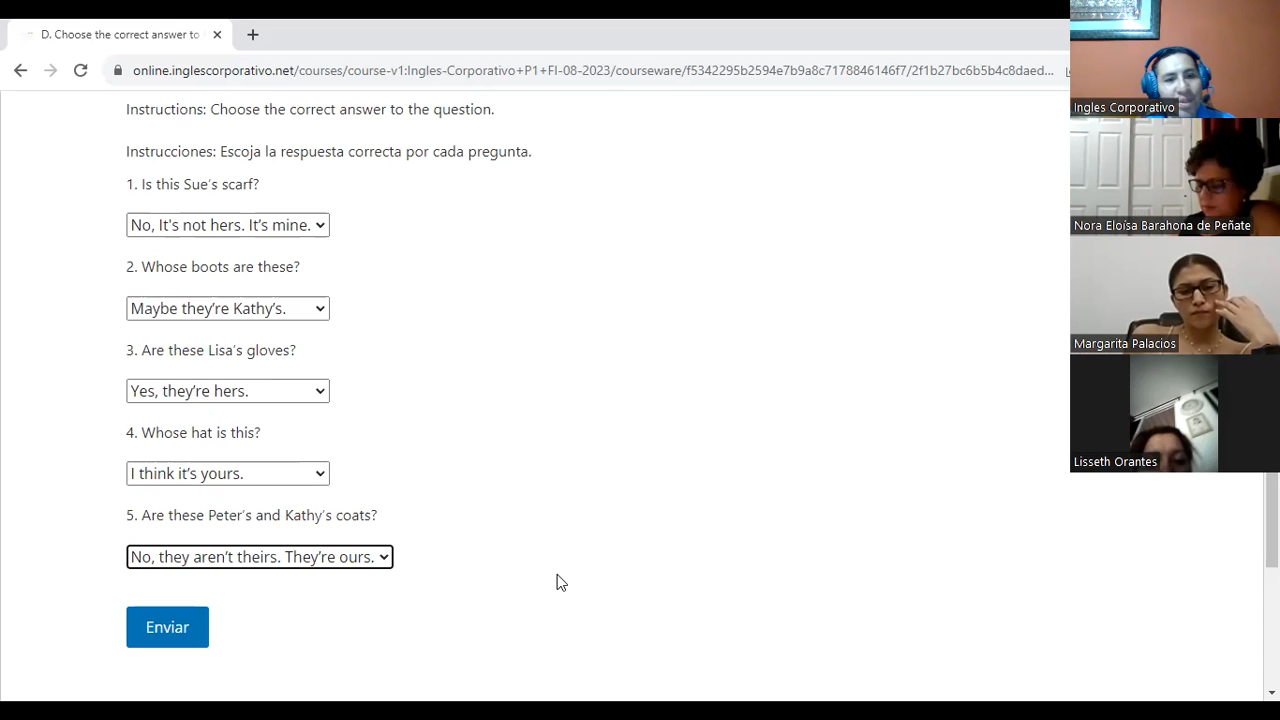 D. Choose the correct answer to
online.inglescorporativo.net/courses/course-v1:Ingles-Corporativo+P1+FI-08-2023/courseware/f5342295b2594e7b9a8c7178846146f7/2f1b27bc6b5b4c8daed...
Instructions: Choose the correct answer to the question.
Instrucciones: Escoja la respuesta correcta por cada pregunta.
1. Is this Sue's scarf?
No, It's not hers. It’s mine.
2. Whose boots are these?
Maybe they’re Kathy’s.
3. Are these Lisa’s gloves?
Yes, they’re hers.
4. Whose hat is this?
I think it’s yours.
5. Are these Peter’s and Kathy’s coats?
No, they aren’t theirs. They’re ours.
Enviar
Ingles Corporativo
Nora Eloísa Barahona de Peñate
Margarita Palacios
Lisseth Orantes